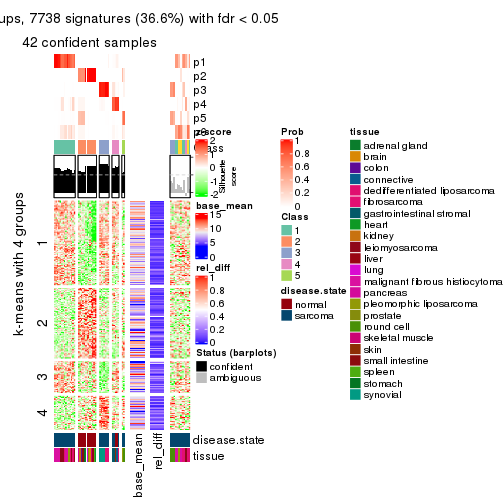 ups, 7738 signatures (36.6%) with fdr < 0.05
42 confident samples
p1
p2
p3
p4
p5
z-score
2
1
0
-1
-2
Silhouette
score
base_mean
15
10
5
0
rel_diff
1
0.8
0.6
0.4
0.2
0
Status (barplots)
confident
ambiguous
Prob
1
0.8
0.6
0.4
0.2
0
Class
1
2
3
4
5
disease.state
normal
sarcoma
tissue
adrenal gland
brain
colon
connective
dedifferentiated liposarcoma
fibrosarcoma
gastrointestinal stromal
heart
kidney
leiomyosarcoma
liver
lung
malignant fibrous histiocytoma
pancreas
pleomorphic liposarcoma
prostate
round cell
skeletal muscle
skin
small intestine
spleen
stomach
synovial
k-means with 4 groups
1
2
3
4
disease.state
tissue
base_mean
rel_diff